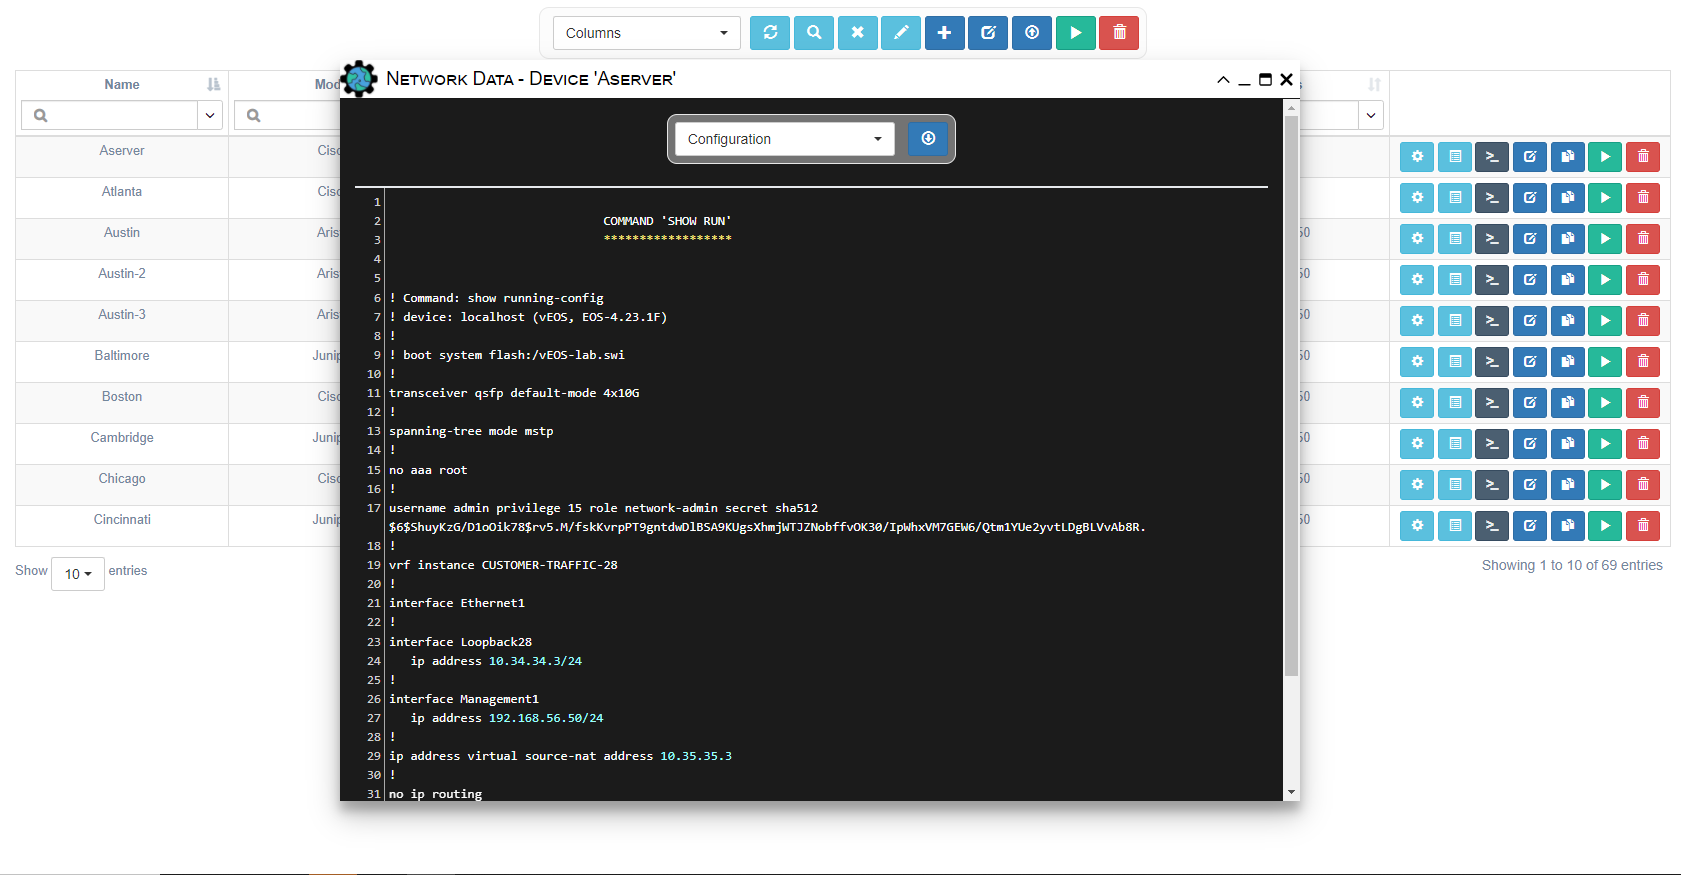 Columns
Name
Mod
Aserver
Cisc
Atlanta
Cisc
Austin
Aris
50
Austin-2
Aris
50
Austin-3
Aris
50
Baltimore
Junip
50
Boston
Cisc
50
Cambridge
Junip
50
Chicago
Cisc
50
Cincinnati
Junip
50
Show 10 entries
Showing 1 to 10 of 69 entries
Network Data - Device 'Aserver'
Configuration
1
2 COMMAND 'SHOW RUN'
3 ******************
4
5
6 ! Command: show running-config
7 ! device: localhost (vEOS, EOS-4.23.1F)
8 !
9 ! boot system flash:/vEOS-lab.swi
10 !
11 transceiver qsfp default-mode 4x10G
12 !
13 spanning-tree mode mstp
14 !
15 no aaa root
16 !
17 username admin privilege 15 role network-admin secret sha512
$6$ShuyKzG/D1oOik78$rv5.M/fskKvrpPT9gntdwDlBSA9KUgsXhmjWTJZNobffvOK30/IpWhxVM7GEW6/Qtm1YUe2yvtLDgBLVvAb8R.
18 !
19 vrf instance CUSTOMER-TRAFFIC-28
20 !
21 interface Ethernet1
22 !
23 interface Loopback28
24 ip address 10.34.34.3/24
25 !
26 interface Management1
27 ip address 192.168.56.50/24
28 !
29 ip address virtual source-nat address 10.35.35.3
30 !
31 no ip routing